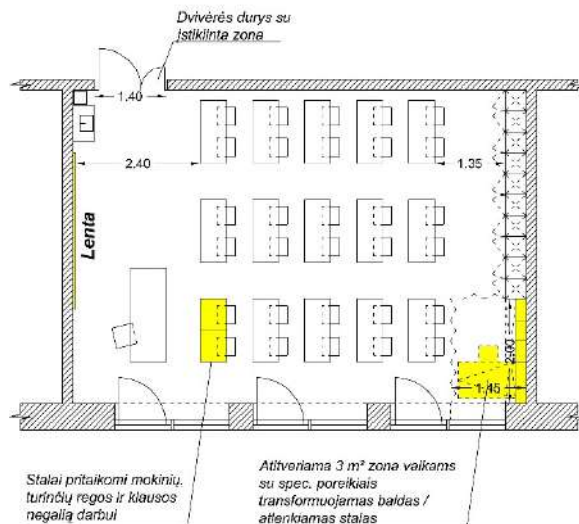 Dvivėrės durys su
įstiklinta zona
1.40
2.40
1.35
Lenta
2.00
1.45
Stalai pritaikomi mokinių,
turinčių regos ir klausos
negalią darbui
Atitveriama 3 m² zona vaikams
su spec. poreikiais
transformuojamas baldas /
atlenkiamas stalas